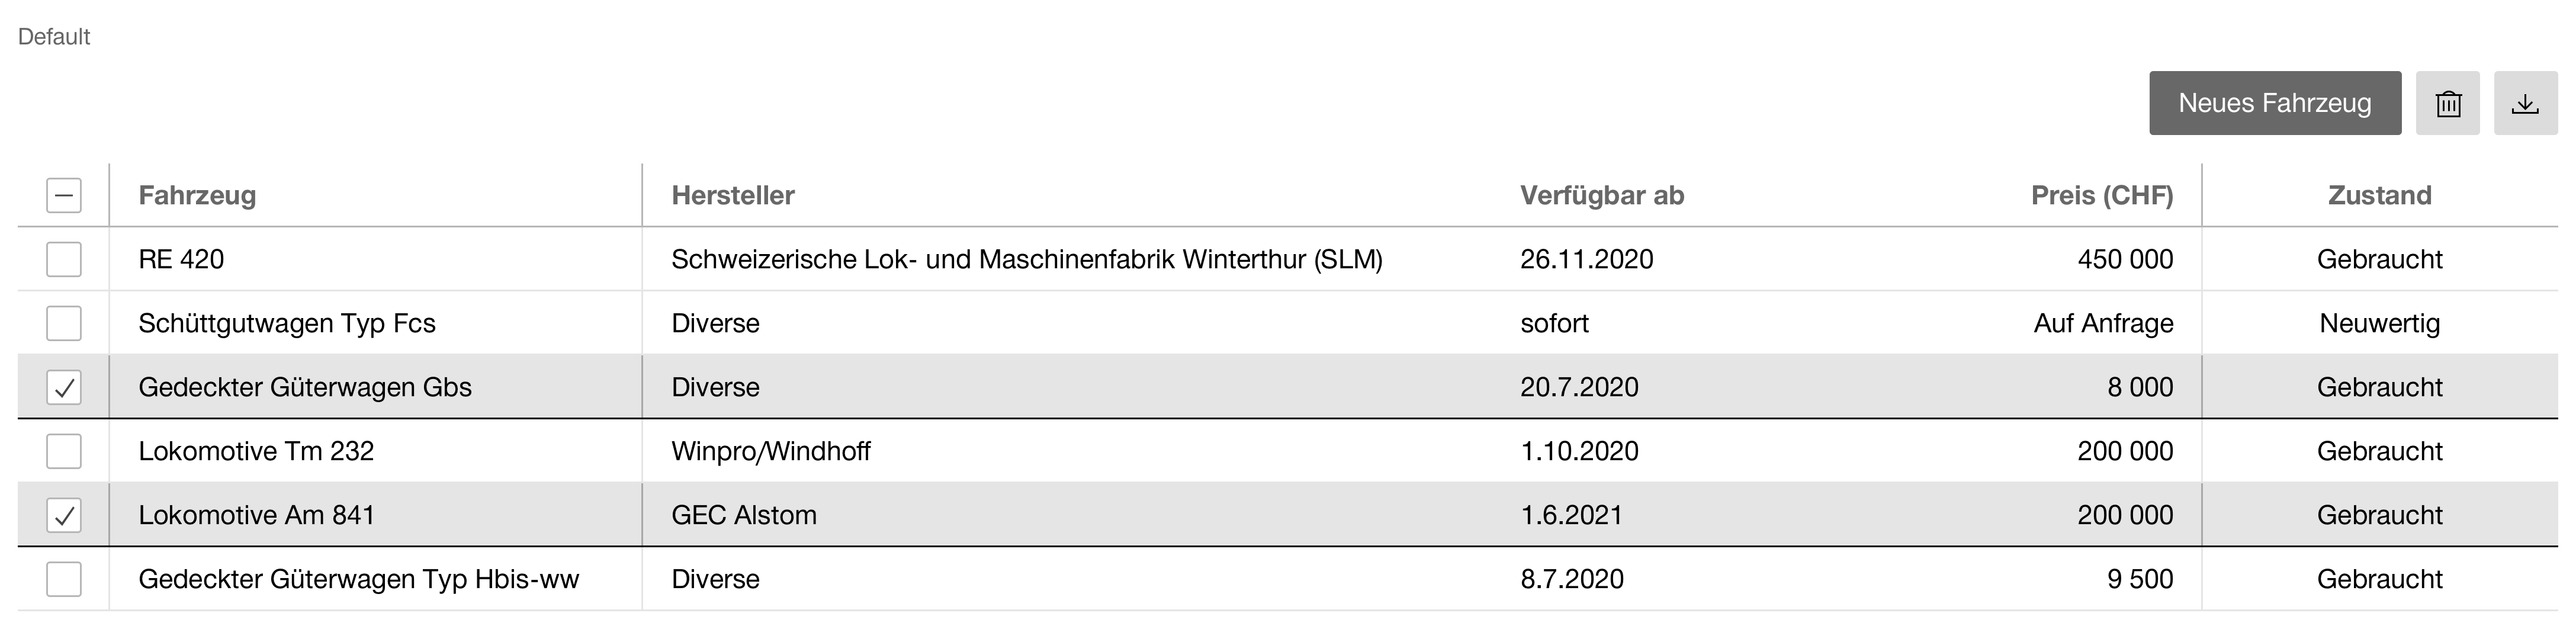 Default
Neues Fahrzeug
Fahrzeug Hersteller Verfügbar ab Preis (CHF) Zustand
RE 420 Schweizerische Lok- und Maschinenfabrik Winterthur (SLM) 26.11.2020 450 000 Gebraucht
Schüttgutwagen Typ Fcs Diverse sofort Auf Anfrage Neuwertig
Gedeckter Güterwagen Gbs Diverse 20.7.2020 8 000 Gebraucht
Lokomotive Tm 232 Winpro/Windhoff 1.10.2020 200 000 Gebraucht
Lokomotive Am 841 GEC Alstom 1.6.2021 200 000 Gebraucht
Gedeckter Güterwagen Typ Hbis-ww Diverse 8.7.2020 9 500 Gebraucht